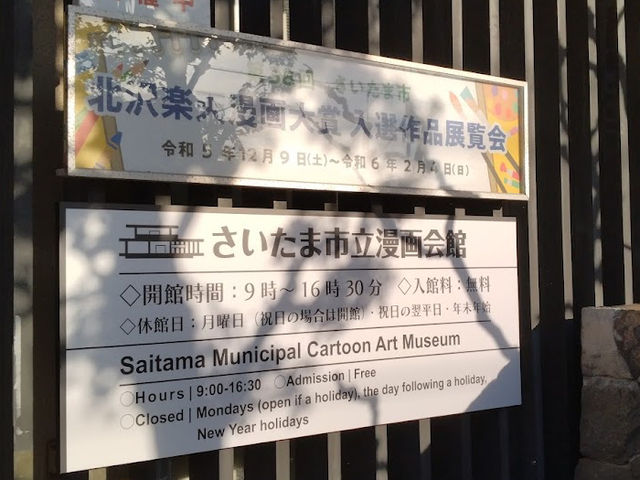 さいたま市
北沢楽天漫画大賞 入選作品展覧会
令和5年12月9日(土)~令和6年2月4日(日)
さいたま市立漫画会館
◇開館時間:9時~16時30分 ◇入館料:無料
◇休館日:月曜日(祝日の場合は開館)・祝日の翌平日・年末年始
Saitama Municipal Cartoon Art Museum
○Hours | 9:00-16:30 ○Admission | Free
○Closed | Mondays (open if a holiday), the day following a holiday,
New Year holidays